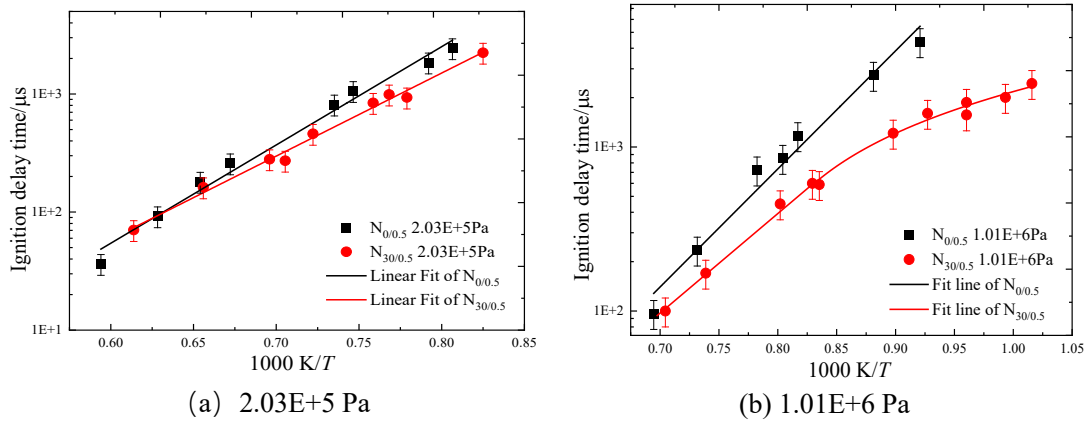 Ignition delay time/μs
1E+3
1E+2
1E+1
N0/0.5 2.03E+5Pa
N30/0.5 2.03E+5Pa
Linear Fit of N0/0.5
Linear Fit of N30/0.5
0.60 0.65 0.70 0.75 0.80 0.85
1000 K/T
(a) 2.03E+5 Pa
Ignition delay time/μs
1E+3
1E+2
N0/0.5 1.01E+6Pa
N30/0.5 1.01E+6Pa
Fit line of N0/0.5
Fit line of N30/0.5
0.70 0.75 0.80 0.85 0.90 0.95 1.00 1.05
1000 K/T
(b) 1.01E+6 Pa